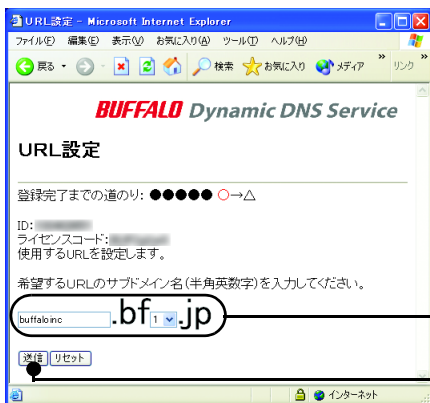 URL設定 - Microsoft Internet Explorer
ファイル(F) 編集(E) 表示(V) お気に入り(A) ツール(T) ヘルプ(H)
戻る 検索 お気に入り メディア » リンク »
BUFFALO Dynamic DNS Service
URL設定
登録完了までの道のり: ●●●●● ○→△
ID:
ライセンスコード:
使用するURLを設定します。
希望するURLのサブドメイン名(半角英数字)を入力してください。
buffaloinc .bf 1 .jp
送信 リセット
インターネット